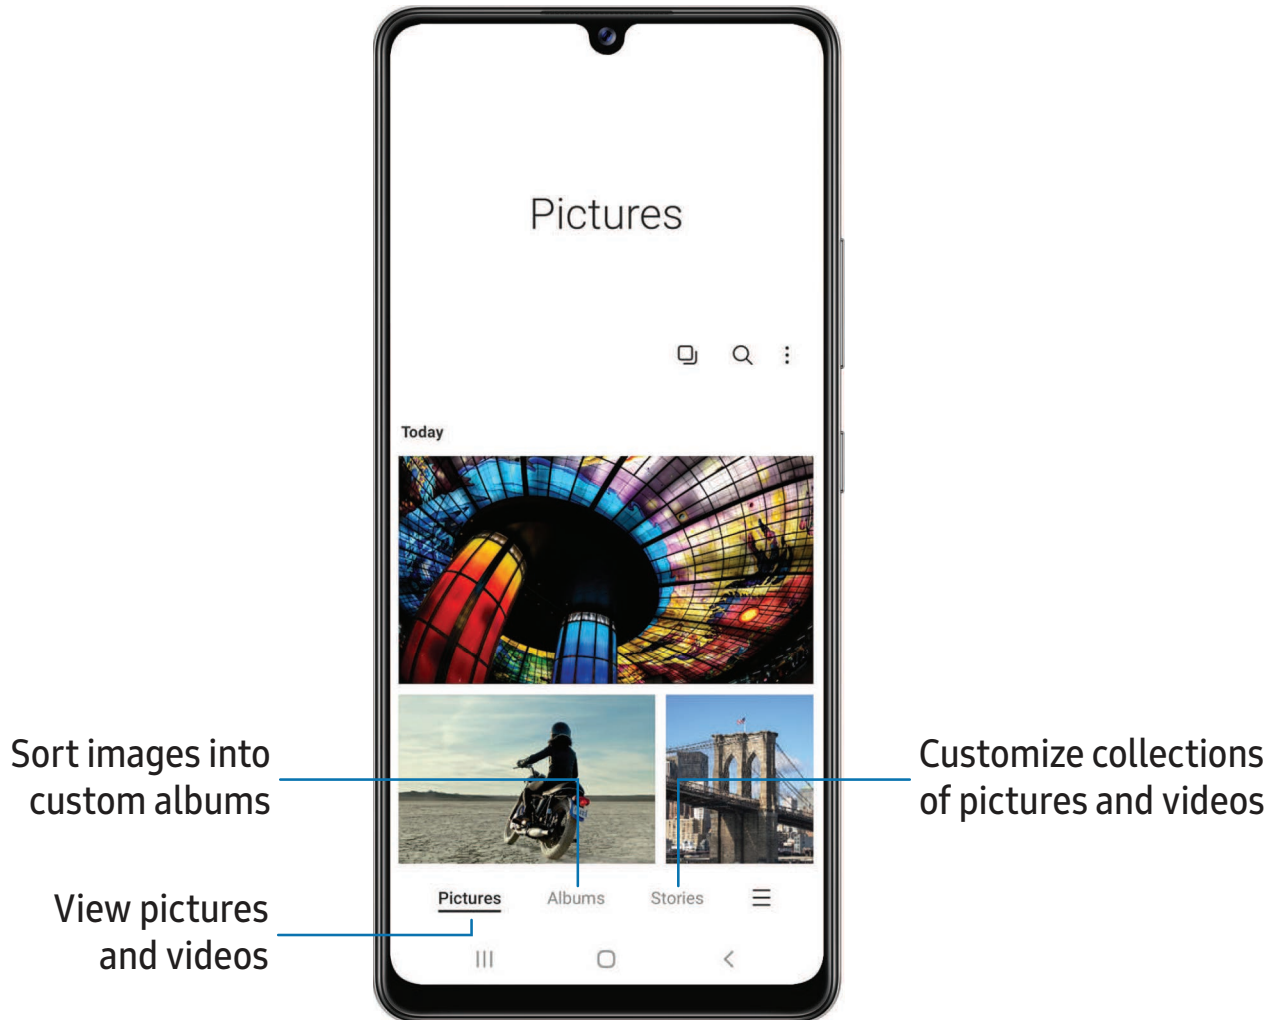 Pictures
Today
Sort images into
custom albums
Customize collections
of pictures and videos
View pictures
and videos
Pictures
Albums
Stories